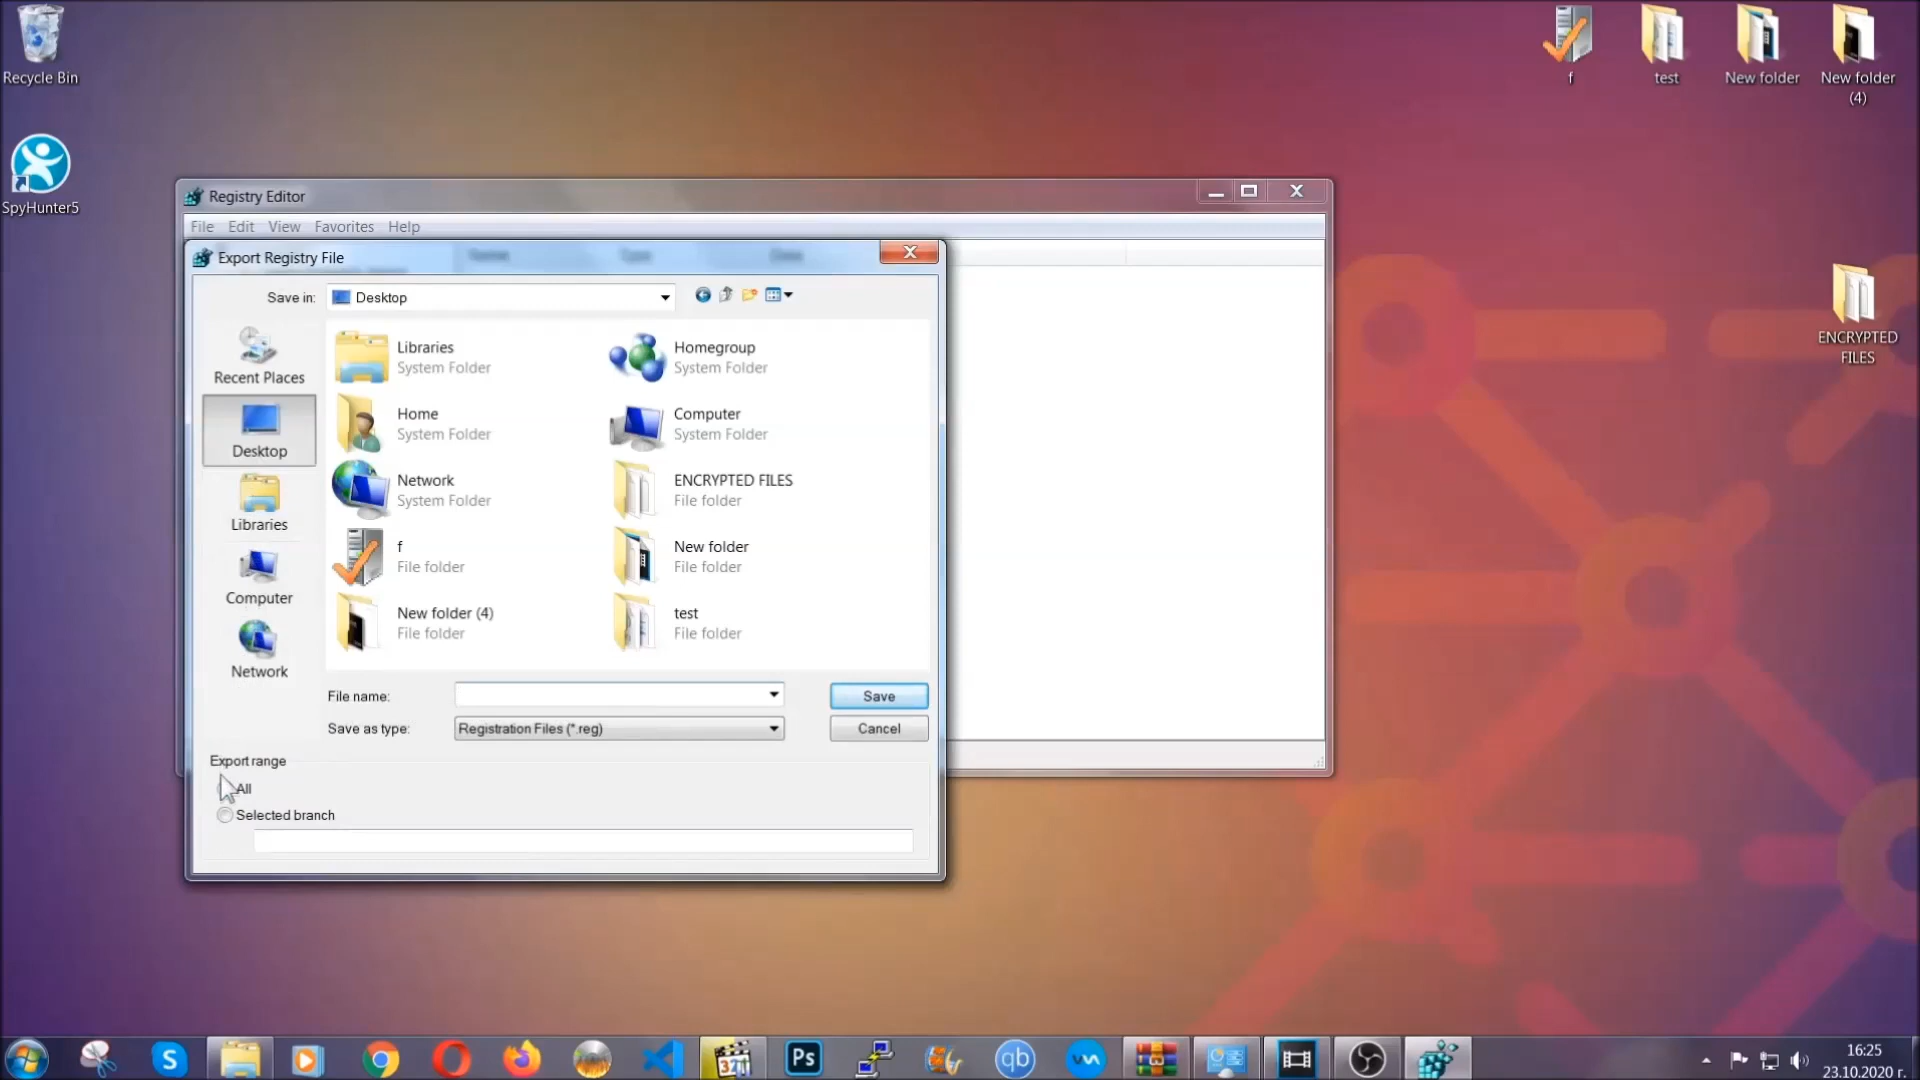 Recycle Bin
SpyHunter5
f
test
New folder
New folder
(4)
ENCRYPTED
FILES
Registry Editor
File Edit View Favorites Help
Export Registry File
Save in: Desktop
Recent Places
Desktop
Libraries
Computer
Network
Libraries
System Folder
Homegroup
System Folder
Home
System Folder
Computer
System Folder
Network
System Folder
ENCRYPTED FILES
File folder
f
File folder
New folder
File folder
New folder (4)
File folder
test
File folder
File name:
Save
Save as type: Registration Files (*.reg)
Cancel
Export range
All
Selected branch
S
321
Ps
qb
16:25
23.10.2020 г.